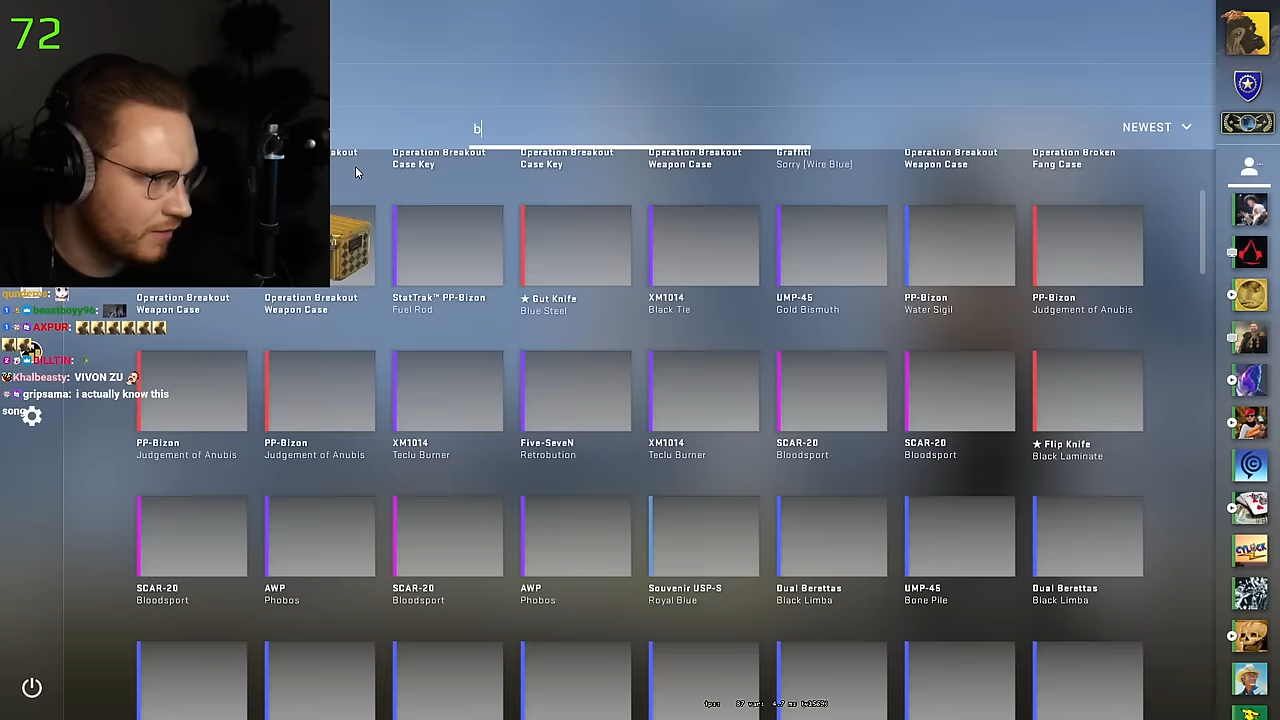 72
b
NEWEST
akout
Operation Breakout
Case Key
Operation Breakout
Case Key
Operation Breakout
Weapon Case
Graffiti
Sorry [Wire Blue]
Operation Breakout
Weapon Case
Operation Broken
Fang Case
Operation Breakout
Weapon Case
Operation Breakout
Weapon Case
StatTrak™ PP-Bizon
Fuel Rod
★ Gut Knife
Blue Steel
XM1014
Black Tie
UMP-45
Gold Bismuth
PP-Bizon
Water Sigil
PP-Bizon
Judgement of Anubis
beastboyy96:
AXPUR:
BILLTIN:
Khalbeasty: VIVON ZU
gripsama: i actually know this
song
PP-Bizon
Judgement of Anubis
PP-Bizon
Judgement of Anubis
XM1014
Teclu Burner
Five-SeveN
Retrobution
XM1014
Teclu Burner
SCAR-20
Bloodsport
SCAR-20
Bloodsport
★ Flip Knife
Black Laminate
SCAR-20
Bloodsport
AWP
Phobos
SCAR-20
Bloodsport
AWP
Phobos
Souvenir USP-S
Royal Blue
Dual Berettas
Black Limba
UMP-45
Bone Pile
Dual Berettas
Black Limba